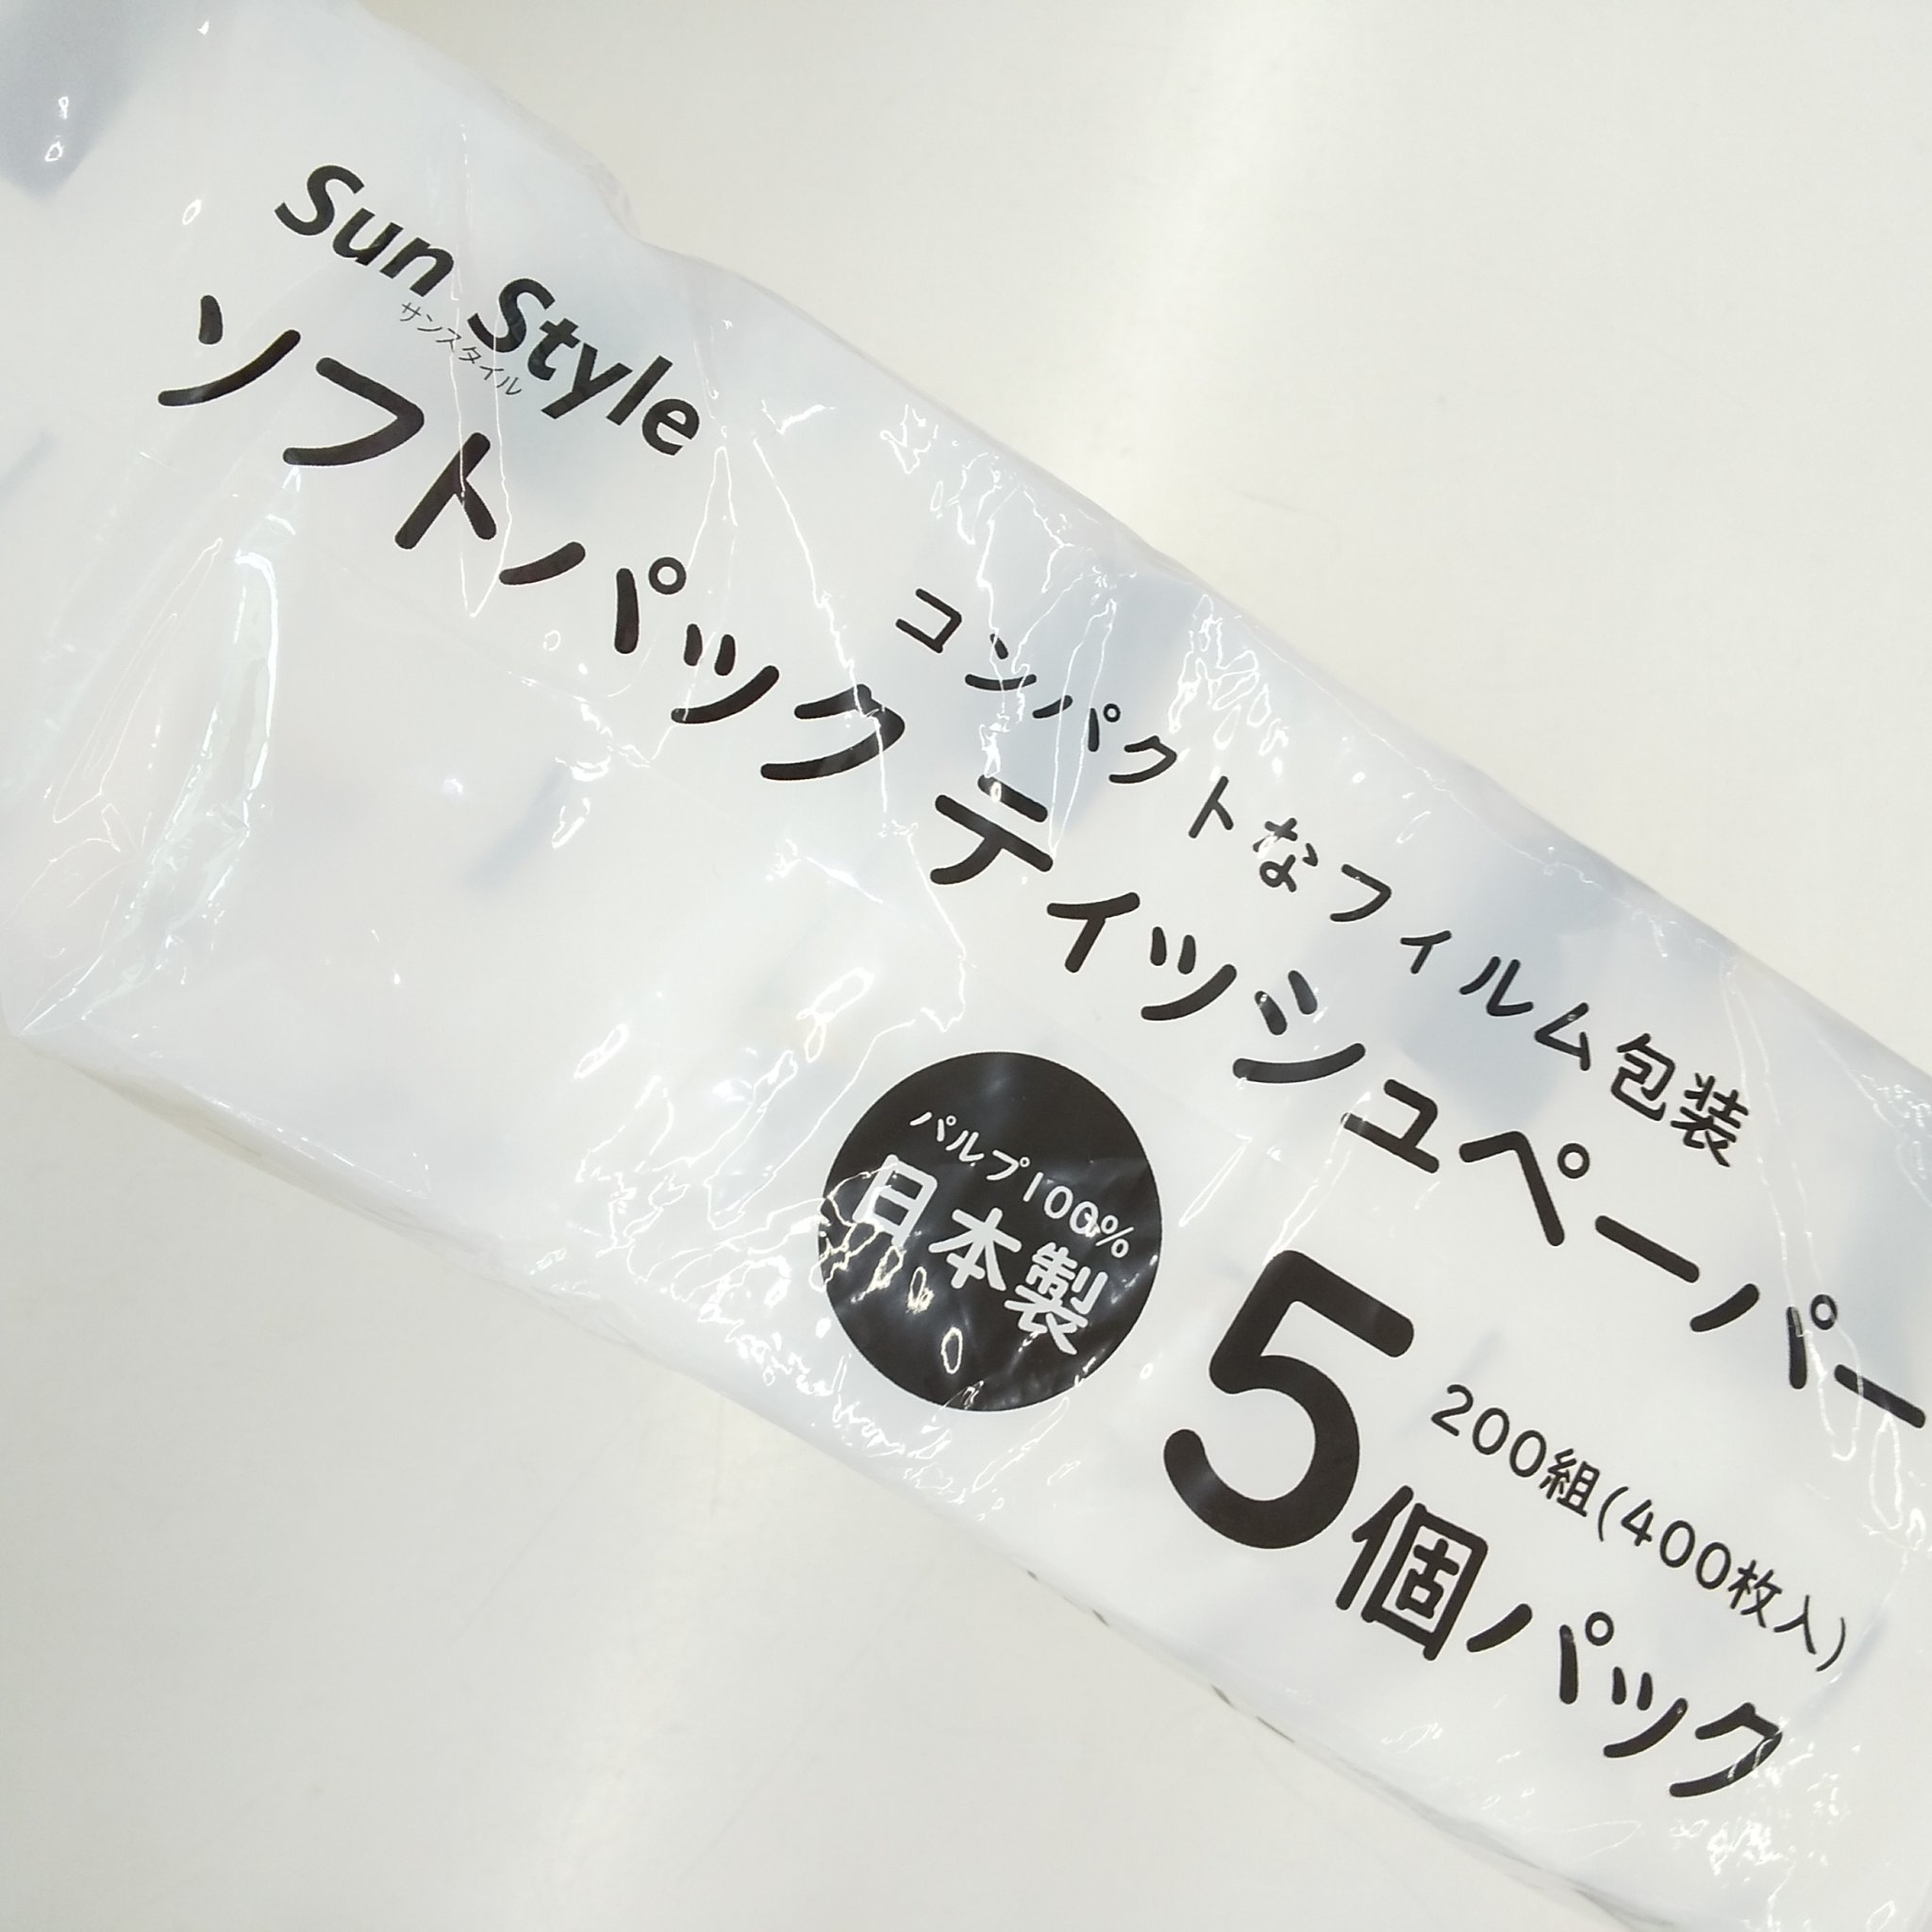 Sun Style
サンスタイル
コンパクトなフィルム包装
ソフトパックティッシュペーパー
パルプ100%
日本製
200組(400枚入)
5個パック